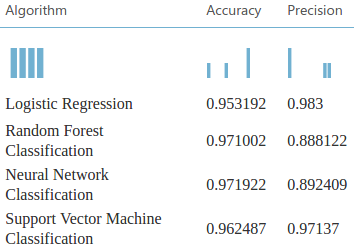 Algorithm Accuracy Precision
Logistic Regression 0.953192 0.983
Random Forest
Classification 0.971002 0.888122
Neural Network
Classification 0.971922 0.892409
Support Vector Machine
Classification 0.962487 0.97137